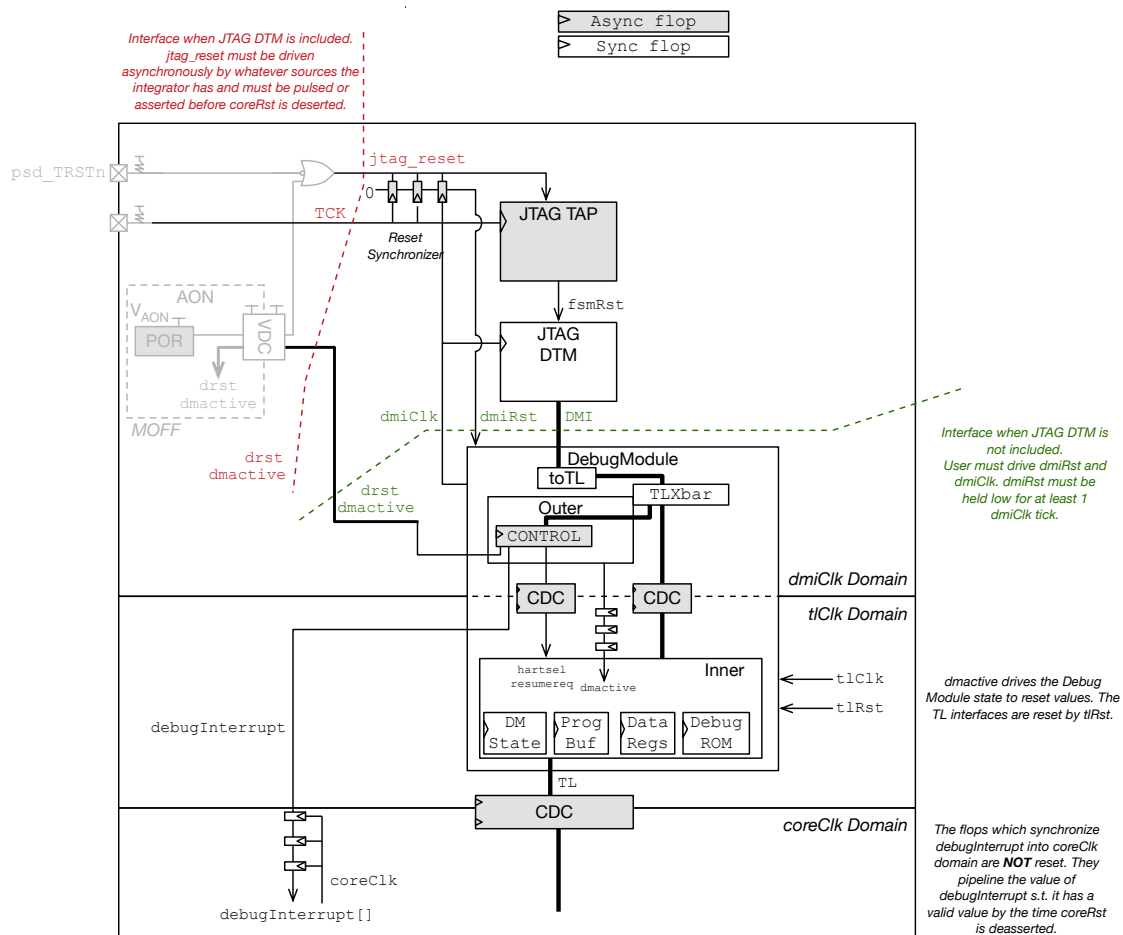 Async flop
Sync flop
Interface when JTAG DTM is included.
jtag_reset must be driven
asynchronously by whatever sources the
integrator has and must be pulsed or
asserted before coreRst is deserted.
psd_TRSTn
jtag_reset
0
TCK
Reset
Synchronizer
JTAG TAP
fsmRst
JTAG
DTM
AON
VAON
POR
VDC
drst
dmactive
MOFF
drst
dmactive
dmiClk
dmiRst
DMI
drst
dmactive
Interface when JTAG DTM is
not included.
User must drive dmiRst and
dmiClk. dmiRst must be
held low for at least 1
dmiClk tick.
DebugModule
toTL
TLXbar
Outer
CONTROL
dmiClk Domain
CDC
CDC
tlClk Domain
Inner
hartsel
resumereq
dmactive
tlClk
tlRst
dmactive drives the Debug
Module state to reset values. The
TL interfaces are reset by tlRst.
DM
State
Prog
Buf
Data
Regs
Debug
ROM
debugInterrupt
TL
CDC
coreClk Domain
coreClk
debugInterrupt[]
The flops which synchronize
debugInterrupt into coreClk
domain are NOT reset. They
pipeline the value of
debugInterrupt s.t. it has a
valid value by the time coreRst
is deasserted.